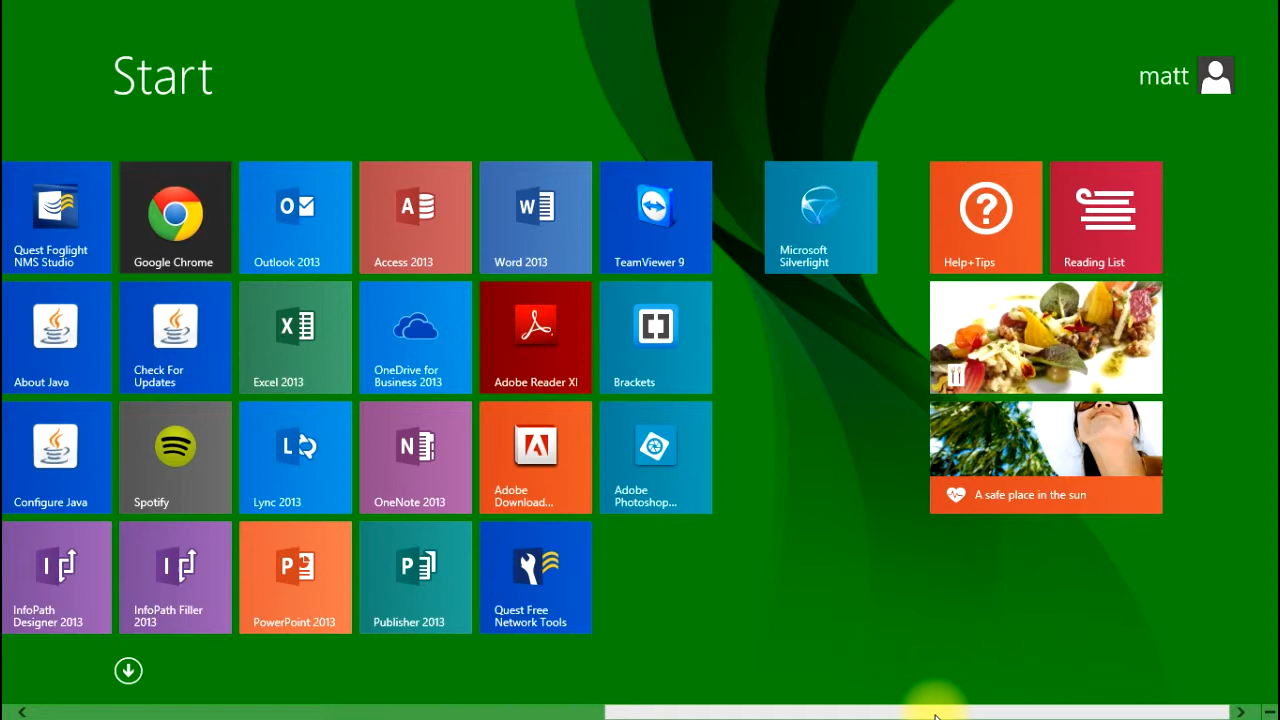 Start
matt
Quest Foglight
NMS Studio
Google Chrome
Outlook 2013
Access 2013
Word 2013
TeamViewer 9
Microsoft
Silverlight
Help+Tips
Reading List
About Java
Check For
Updates
Excel 2013
OneDrive for
Business 2013
Adobe Reader XI
Brackets
Configure Java
Spotify
Lync 2013
OneNote 2013
Adobe
Download...
Adobe
Photoshop...
A safe place in the sun
InfoPath
Designer 2013
InfoPath Filler
2013
PowerPoint 2013
Publisher 2013
Quest Free
Network Tools